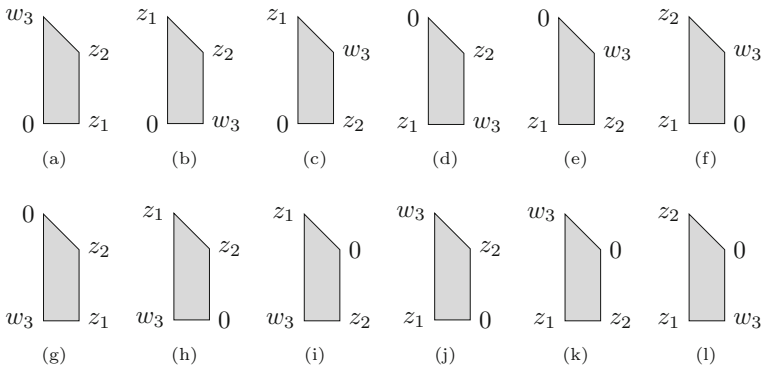 w₃ z₁ z₁ 0 0 z₂
z₂ z₂ w₃ z₂ w₃ w₃
0 z₁ 0 w₃ 0 z₂ z₁ w₃ z₁ z₂ z₁ 0
(a) (b) (c) (d) (e) (f)
0 z₁ z₁ w₃ w₃ z₂
z₂ z₂ 0 z₂ 0 0
w₃ z₁ w₃ 0 w₃ z₂ z₁ 0 z₁ z₂ z₁ w₃
(g) (h) (i) (j) (k) (l)